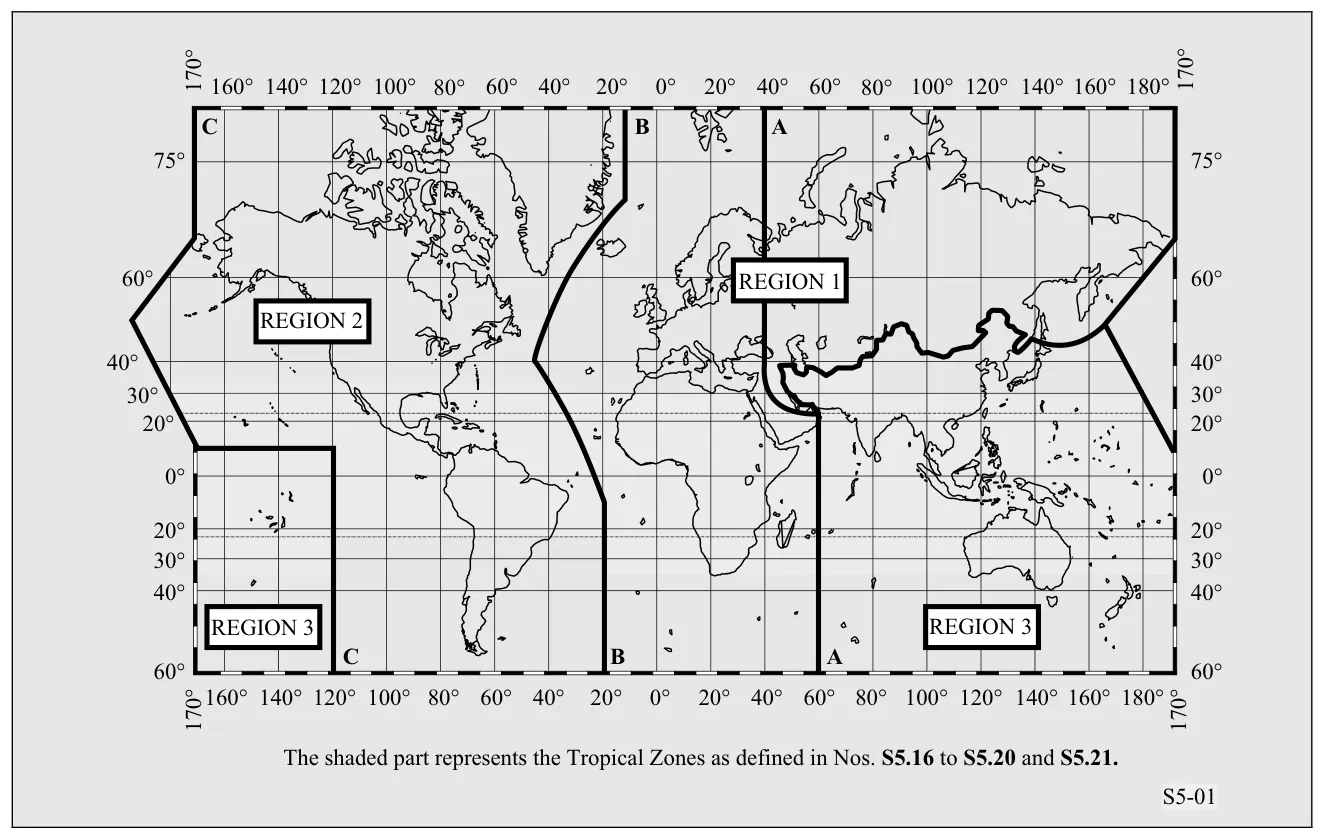 170° 160° 140° 120° 100° 80° 60° 40° 20° 0° 20° 40° 60° 80° 100° 120° 140° 160° 180° 170°
C B A
75° 75°
60° REGION 1 60°
REGION 2
40° 40°
30° 30°
20° 20°
0° 0°
20° 20°
30° 30°
40° 40°
REGION 3 REGION 3
C B A
60° 60°
170° 160° 140° 120° 100° 80° 60° 40° 20° 0° 20° 40° 60° 80° 100° 120° 140° 160° 180° 170°
The shaded part represents the Tropical Zones as defined in Nos. S5.16 to S5.20 and S5.21.
S5-01